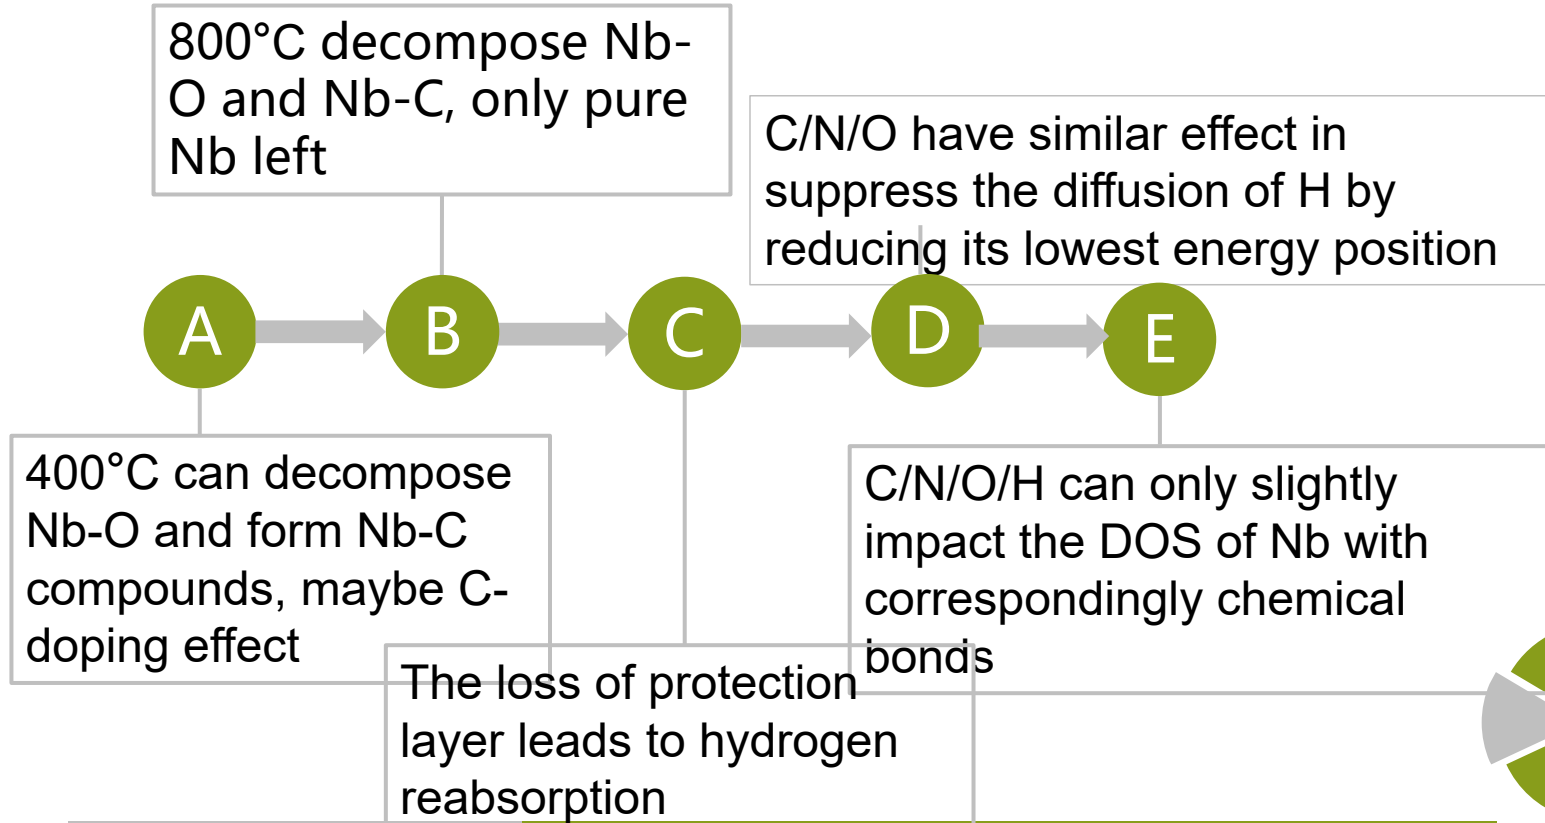 800°C decompose Nb-
O and Nb-C, only pure
Nb left
C/N/O have similar effect in
suppress the diffusion of H by
reducing its lowest energy position
A
B
C
D
E
400°C can decompose
Nb-O and form Nb-C
compounds, maybe C-
doping effect
The loss of protection
layer leads to hydrogen
reabsorption
C/N/O/H can only slightly
impact the DOS of Nb with
correspondingly chemical
bonds